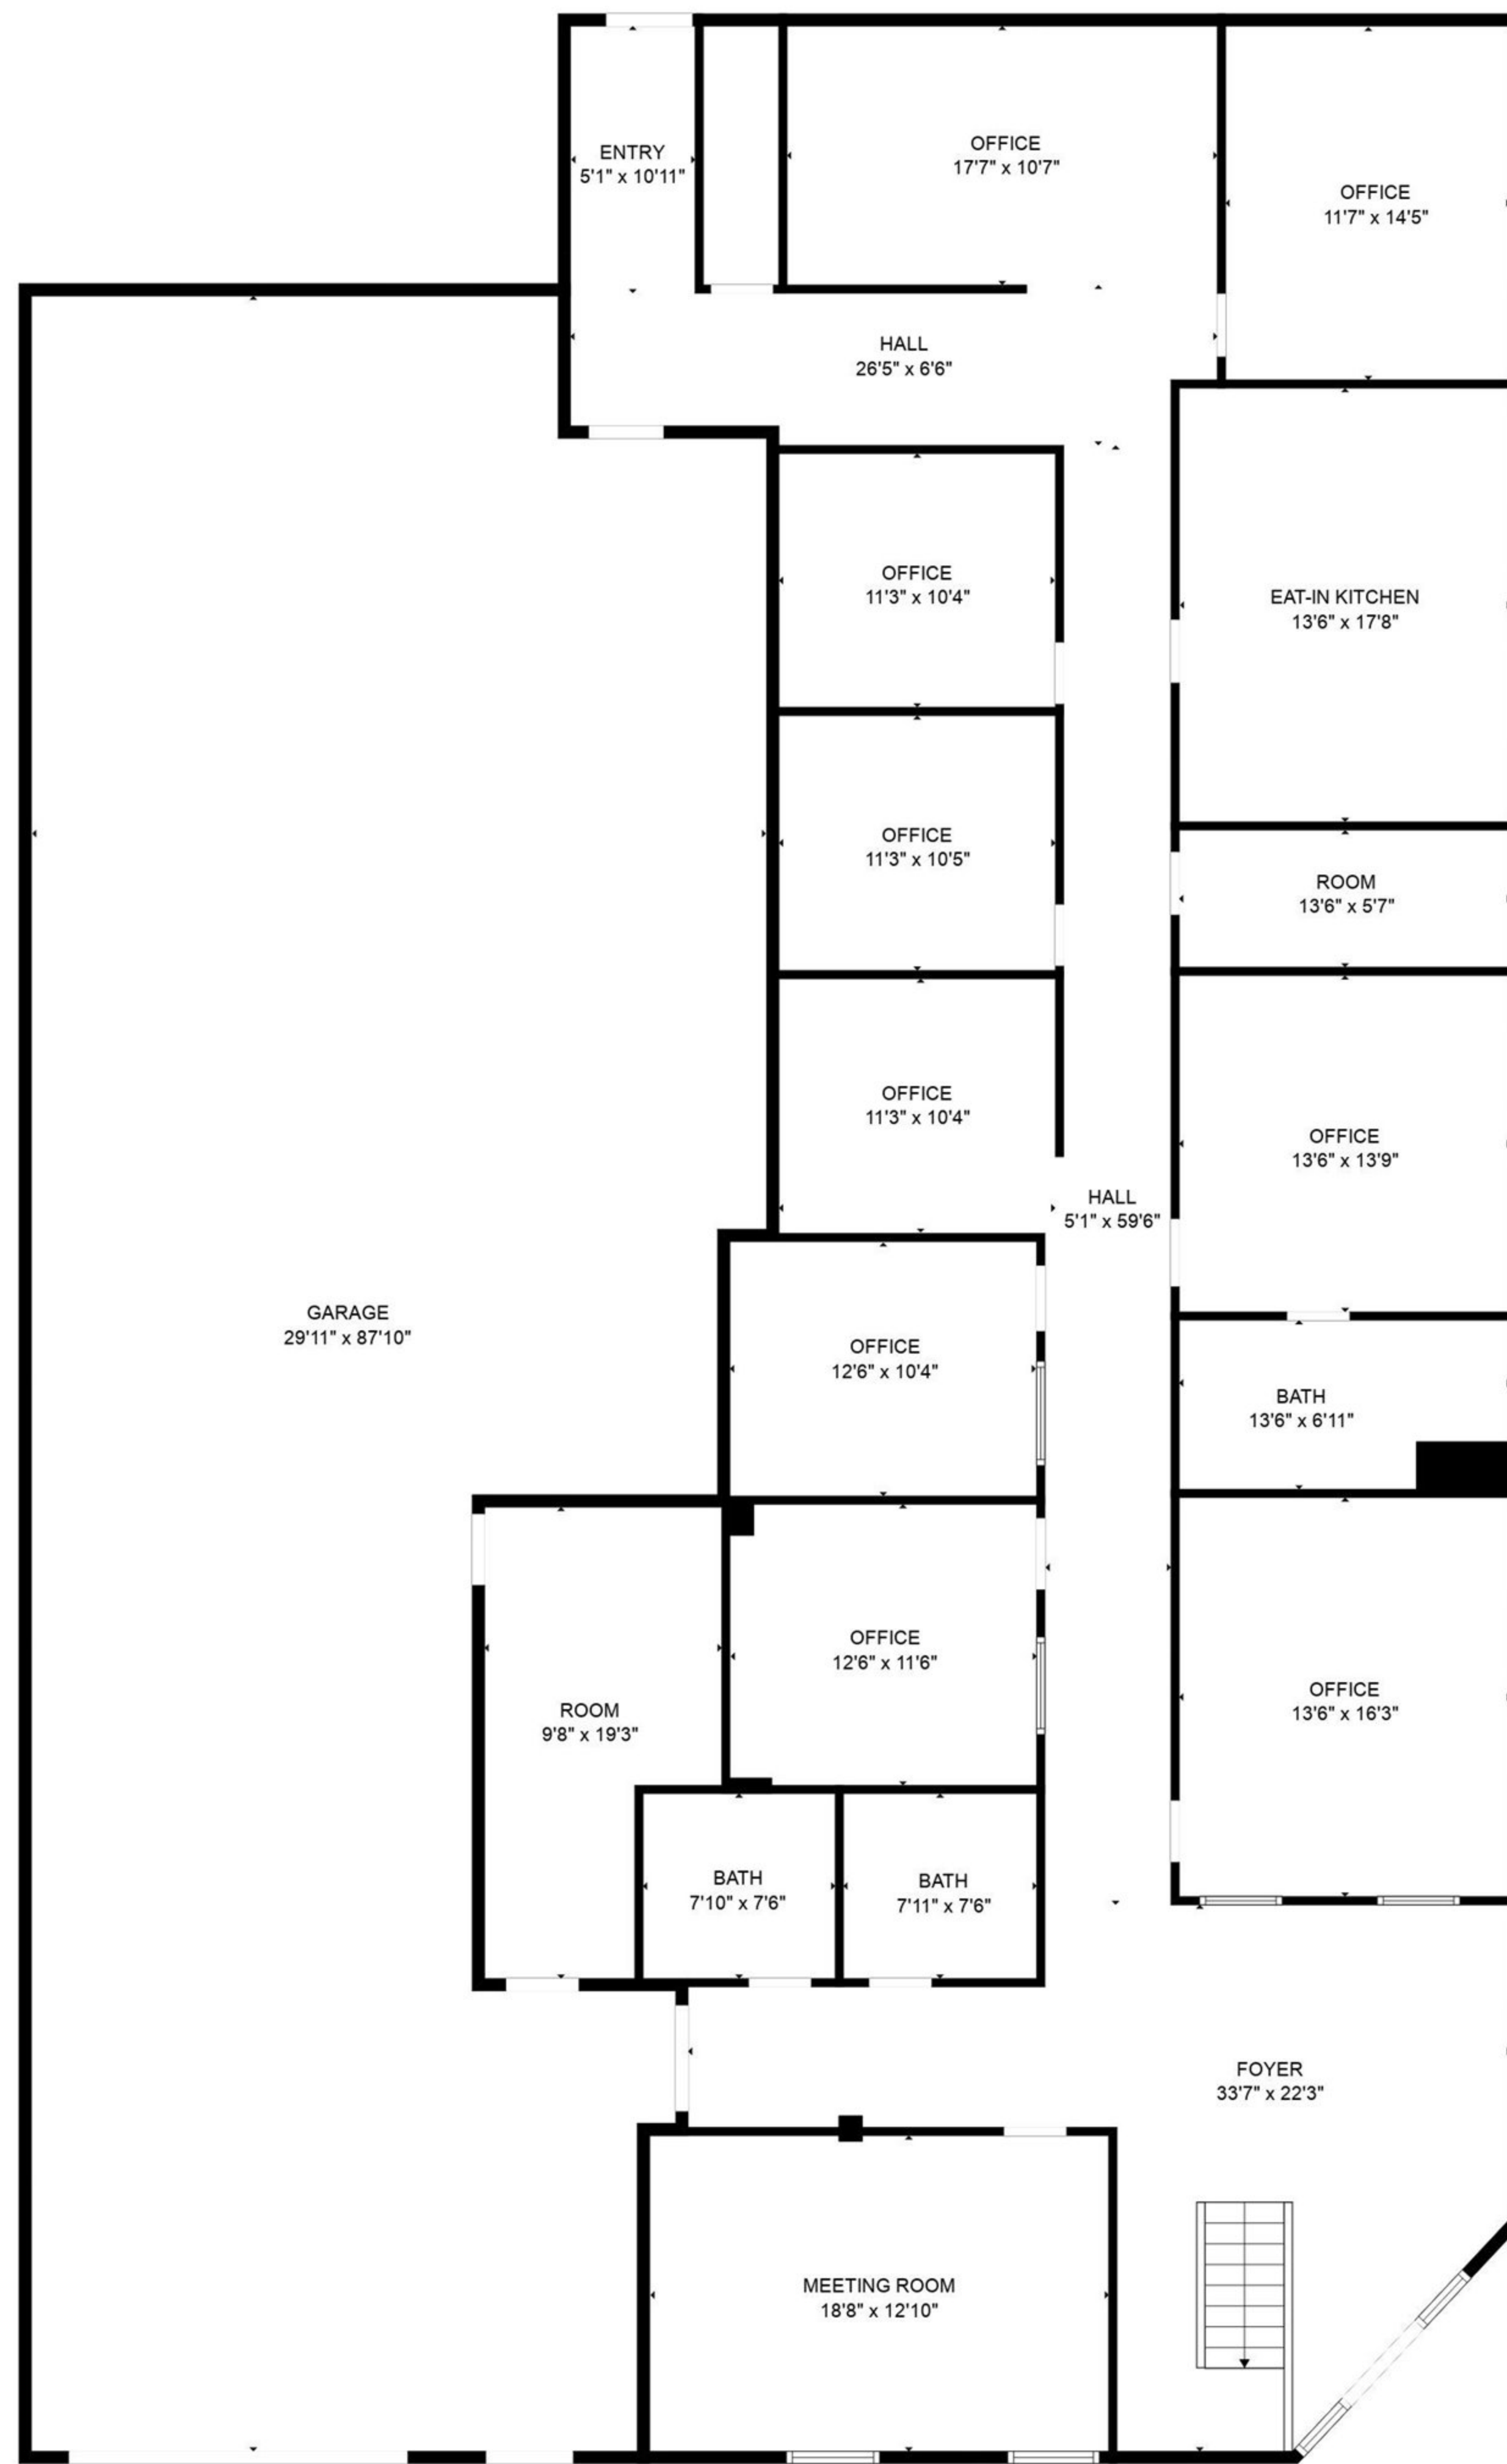 ENTRY
5'1" x 10'11"
OFFICE
17'7" x 10'7"
OFFICE
11'7" x 14'5"
HALL
26'5" x 6'6"
OFFICE
11'3" x 10'4"
EAT-IN KITCHEN
13'6" x 17'8"
OFFICE
11'3" x 10'5"
ROOM
13'6" x 5'7"
OFFICE
11'3" x 10'4"
OFFICE
13'6" x 13'9"
HALL
5'1" x 59'6"
GARAGE
29'11" x 87'10"
OFFICE
12'6" x 10'4"
BATH
13'6" x 6'11"
OFFICE
12'6" x 11'6"
OFFICE
13'6" x 16'3"
ROOM
9'8" x 19'3"
BATH
7'10" x 7'6"
BATH
7'11" x 7'6"
FOYER
33'7" x 22'3"
MEETING ROOM
18'8" x 12'10"